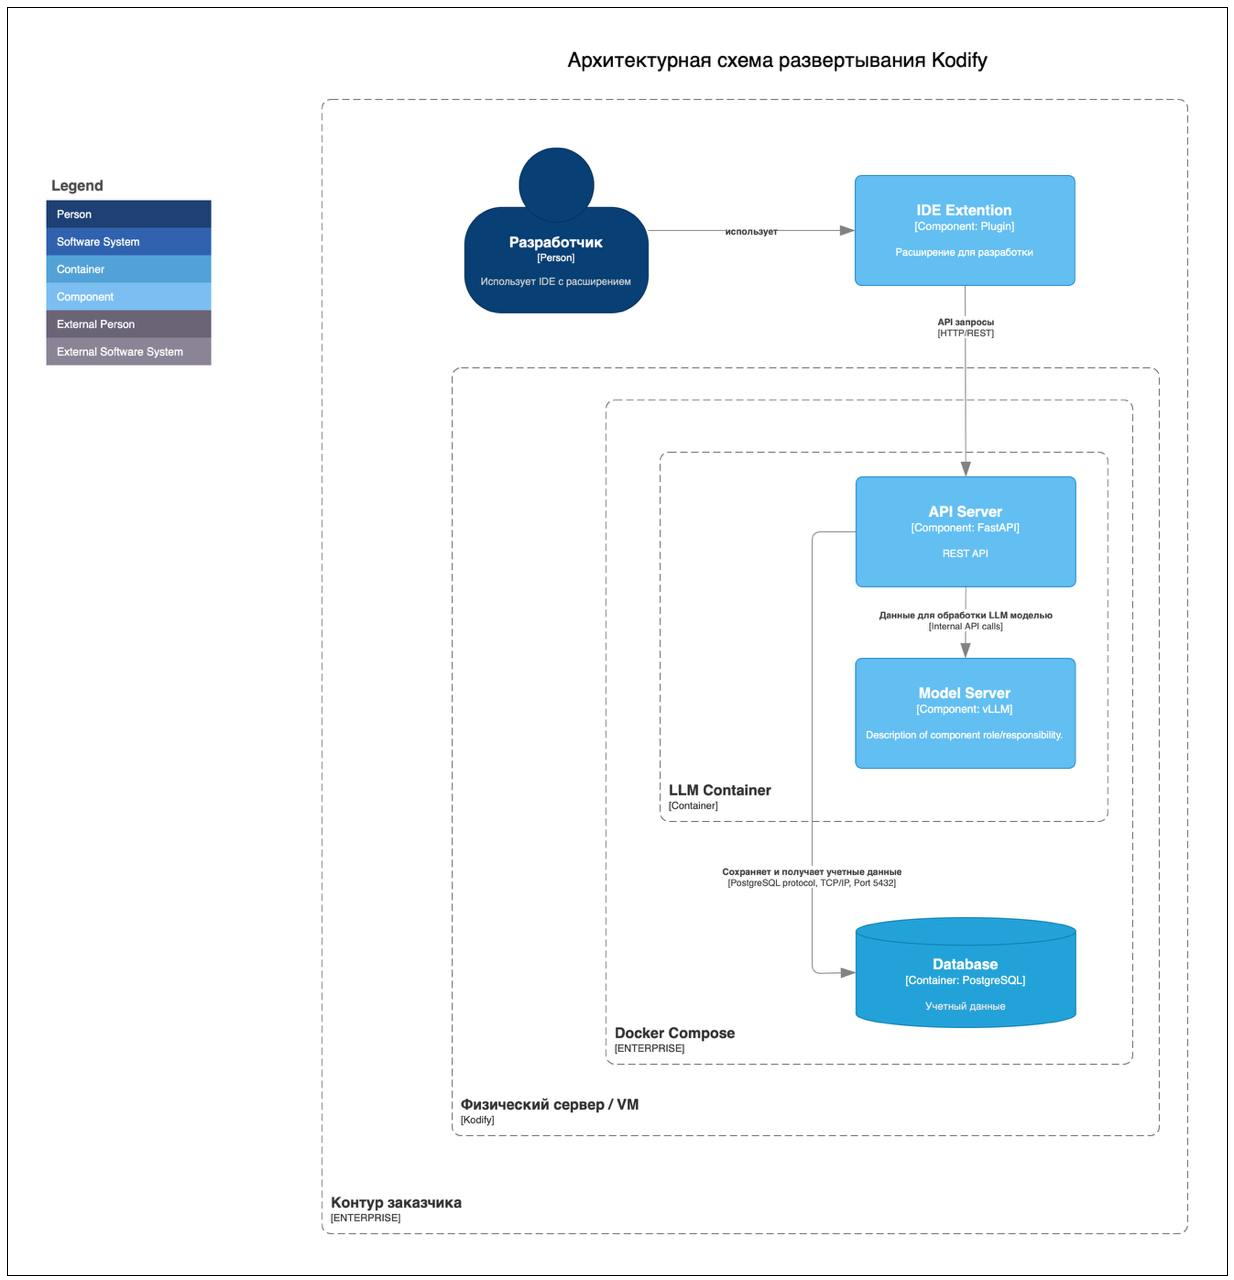 Архитектурная схема развертывания Kodify
Legend
Person
Software System
Container
Component
External Person
External Software System
Разработчик
[Person]
Использует IDE с расширением
использует
IDE Extention
[Component: Plugin]
Расширение для разработки
API запросы
[HTTP/REST]
API Server
[Component: FastAPI]
REST API
Данные для обработки LLM моделью
[Internal API calls]
Model Server
[Component: vLLM]
Description of component role/responsibility.
LLM Container
[Container]
Сохраняет и получает учетные данные
[PostgreSQL protocol, TCP/IP, Port 5432]
Database
[Container: PostgreSQL]
Учетный данные
Docker Compose
[ENTERPRISE]
Физический сервер / VM
[Kodify]
Контур заказчика
[ENTERPRISE]